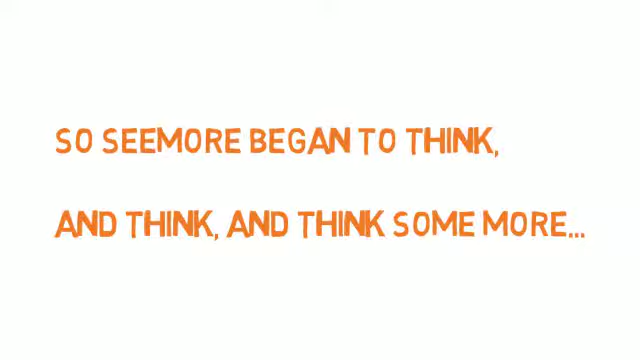 SO SEEMORE BEGAN TO THINK,
AND THINK, AND THINK SOME MORE...